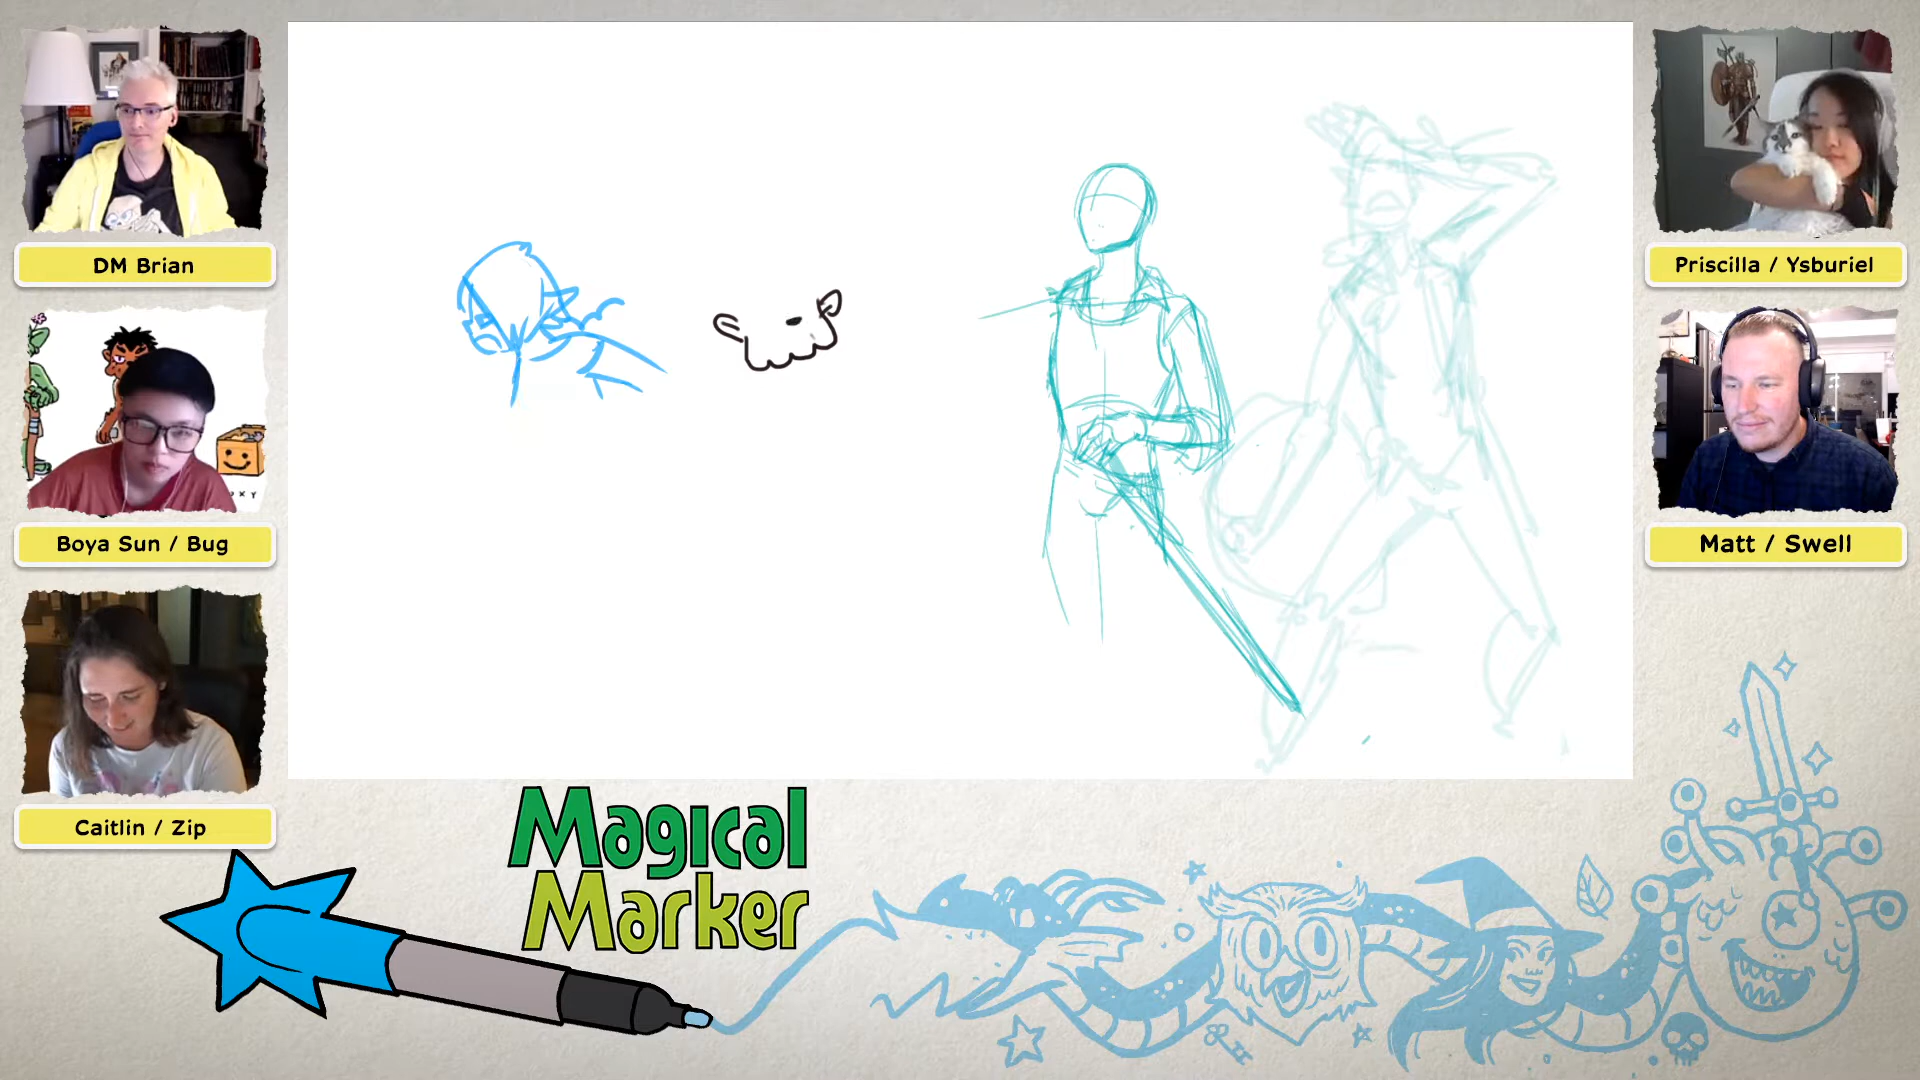 DM Brian
Priscilla / Ysburiel
Boya Sun / Bug
Matt / Swell
Caitlin / Zip
Magical
Marker